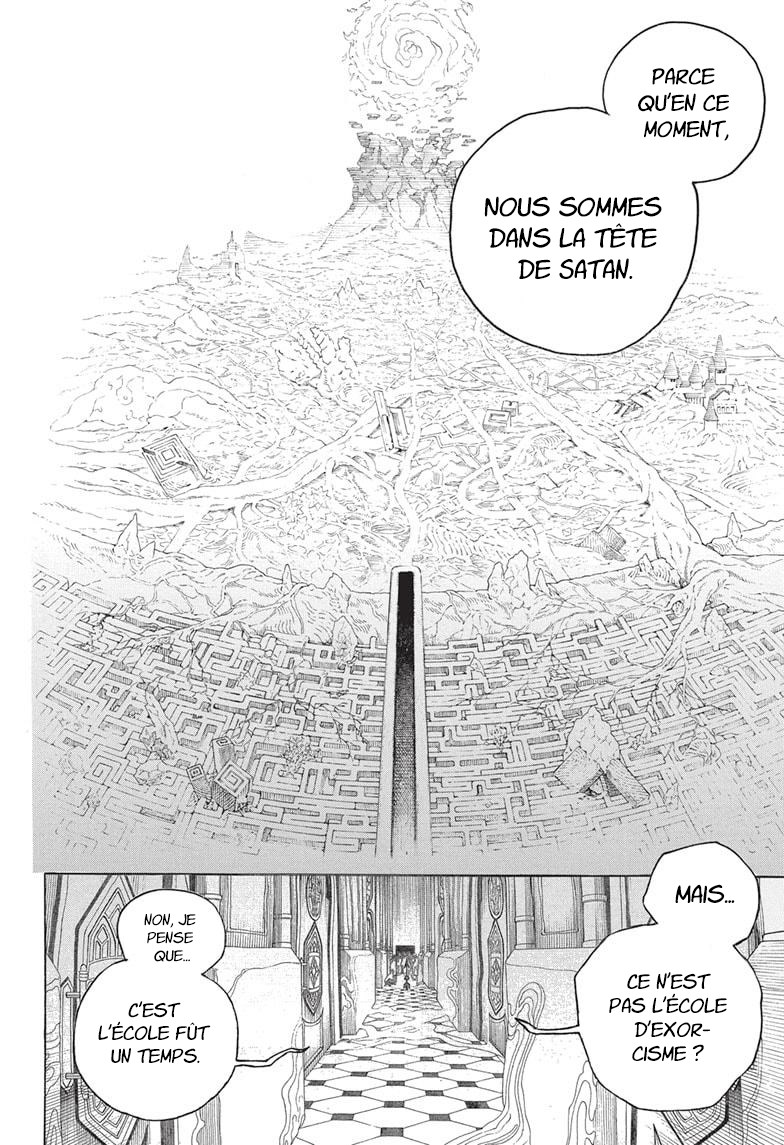 PARCE
QU'EN CE
MOMENT,
NOUS SOMMES
DANS LA TÊTE
DE SATAN.
MAIS...
CE N'EST
PAS L'ÉCOLE
D'EXOR-
CISME ?
NON, JE
PENSE
QUE...
C'EST
L'ÉCOLE FÛT
UN TEMPS.